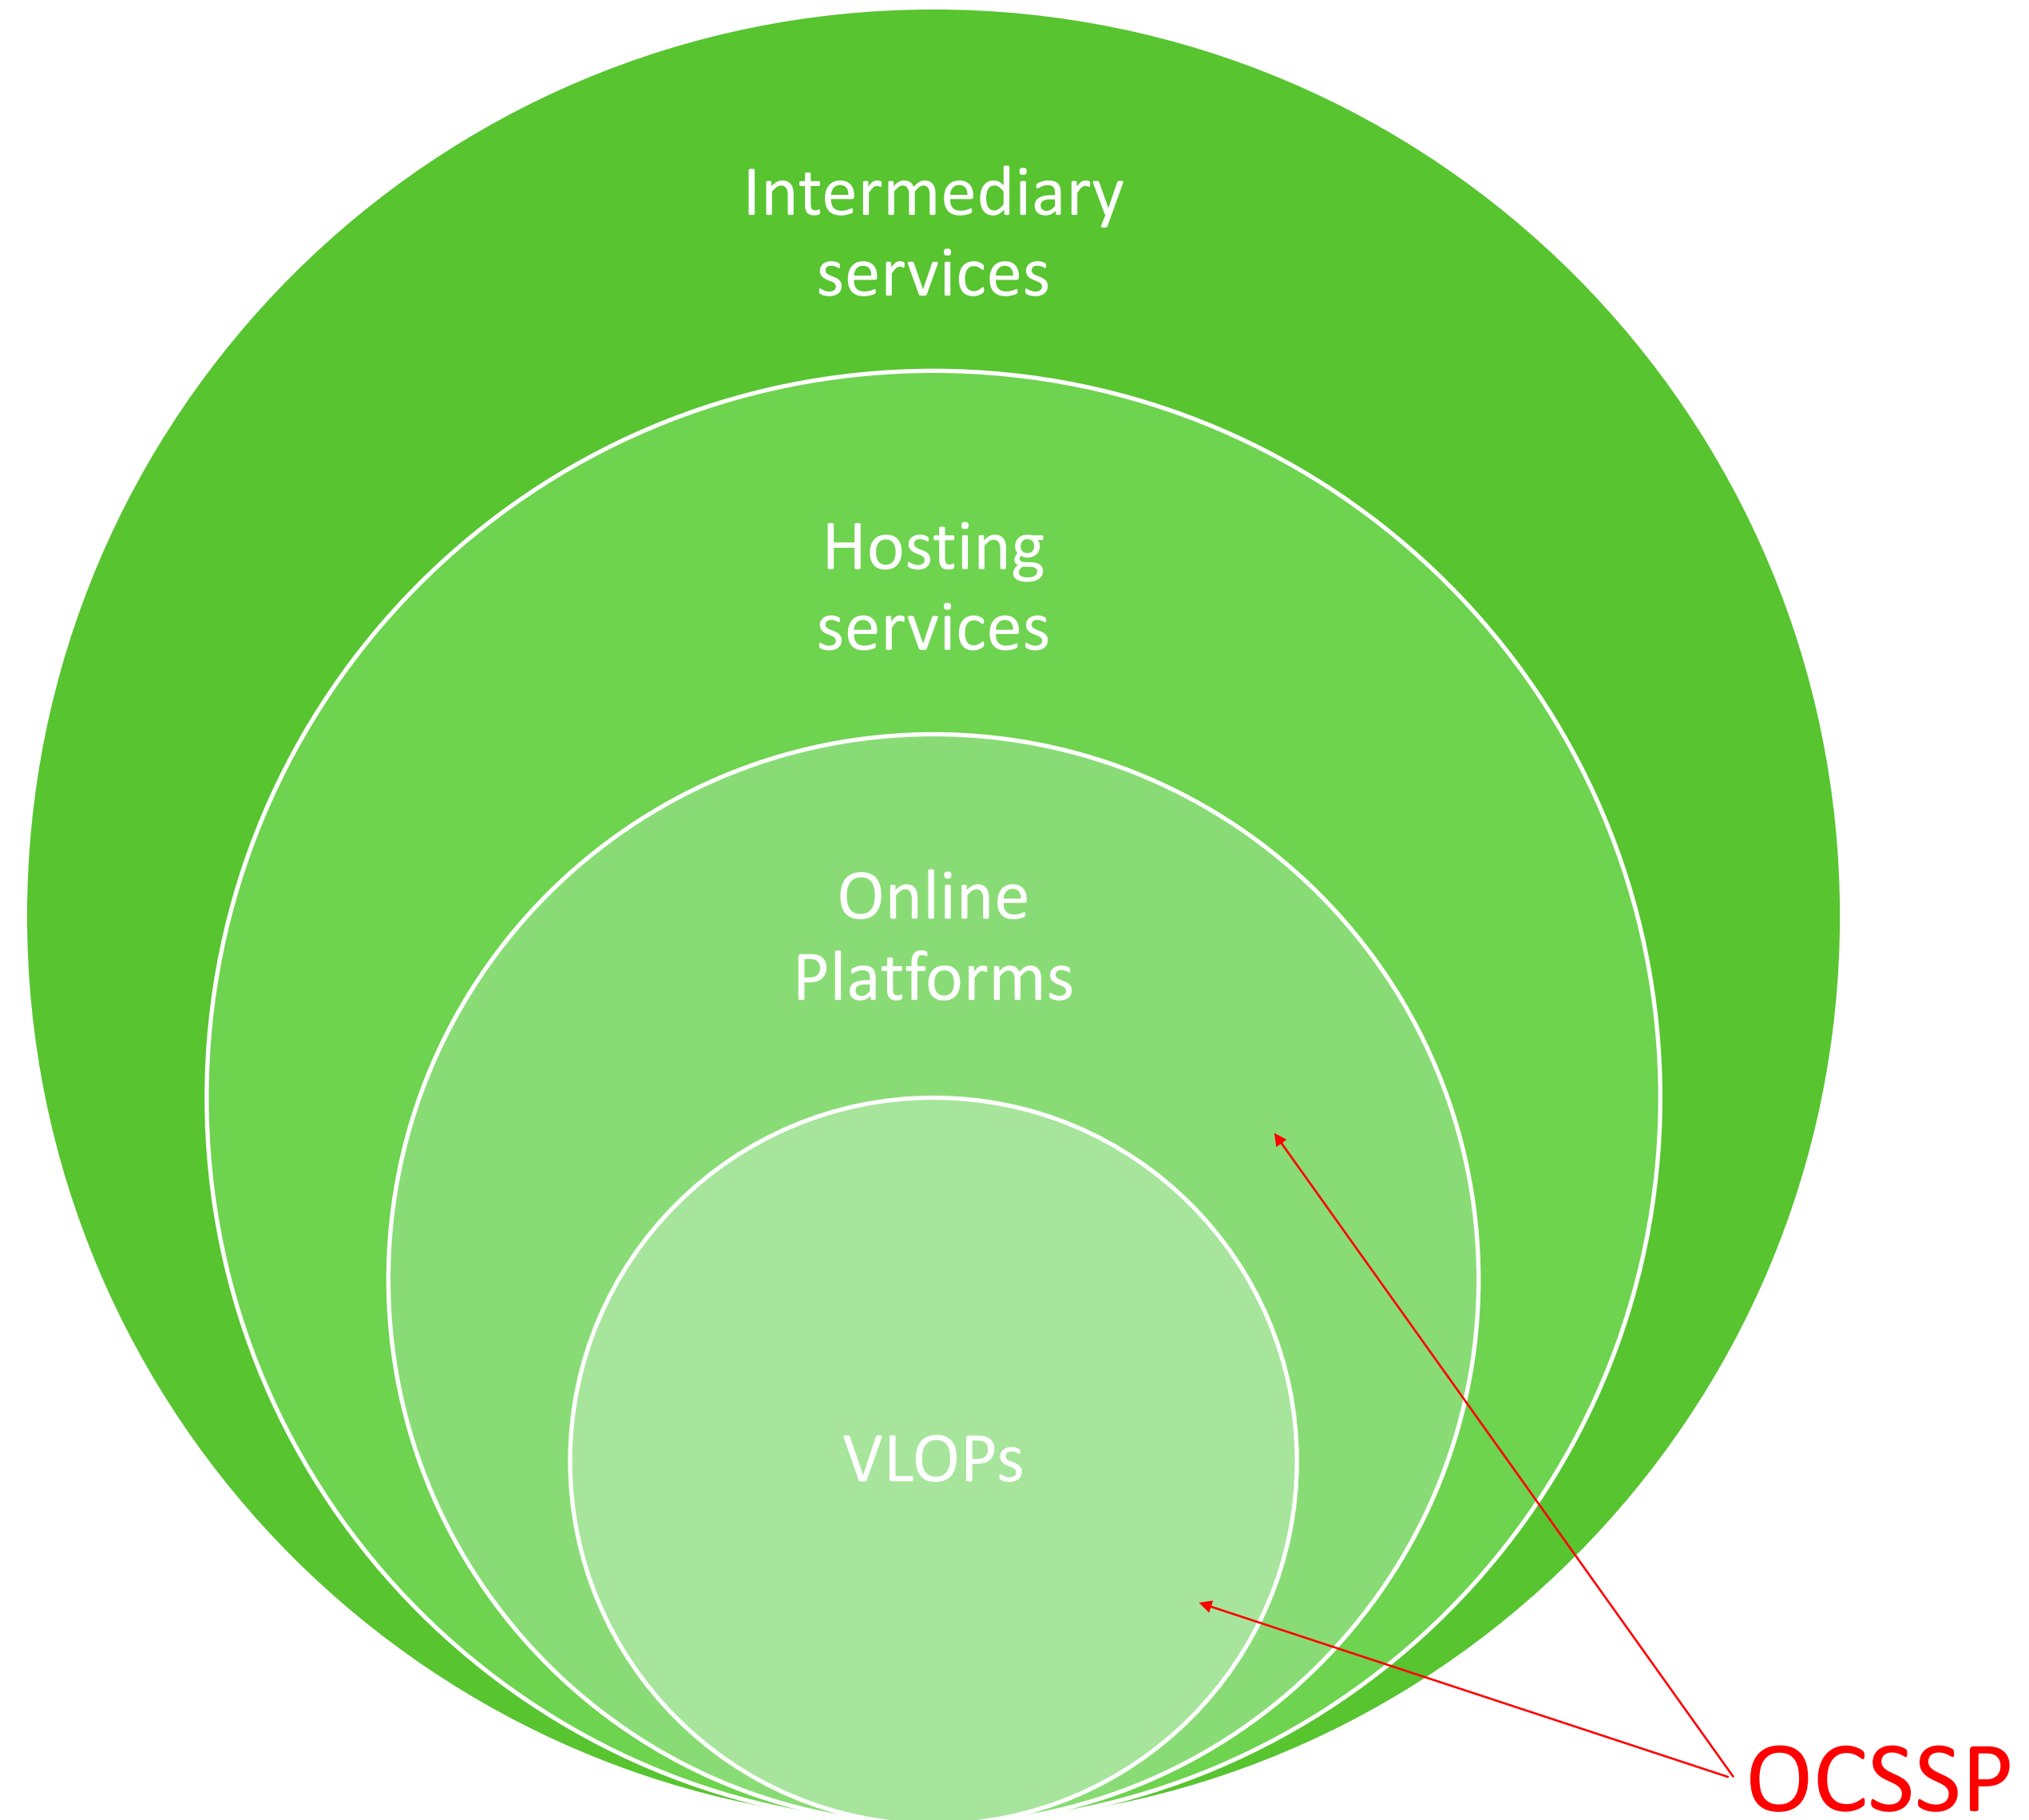 Intermediary
services
Hosting
services
Online
Platforms
VLOPs
OCSSP